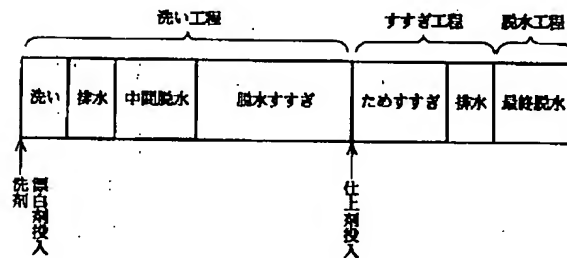 洗い工程
すすぎ工程
脱水工程
洗い
排水
中間脱水
脱水すすぎ
ためすすぎ
排水
最終脱水
洗剤
漂白剤投入
仕上剤投入